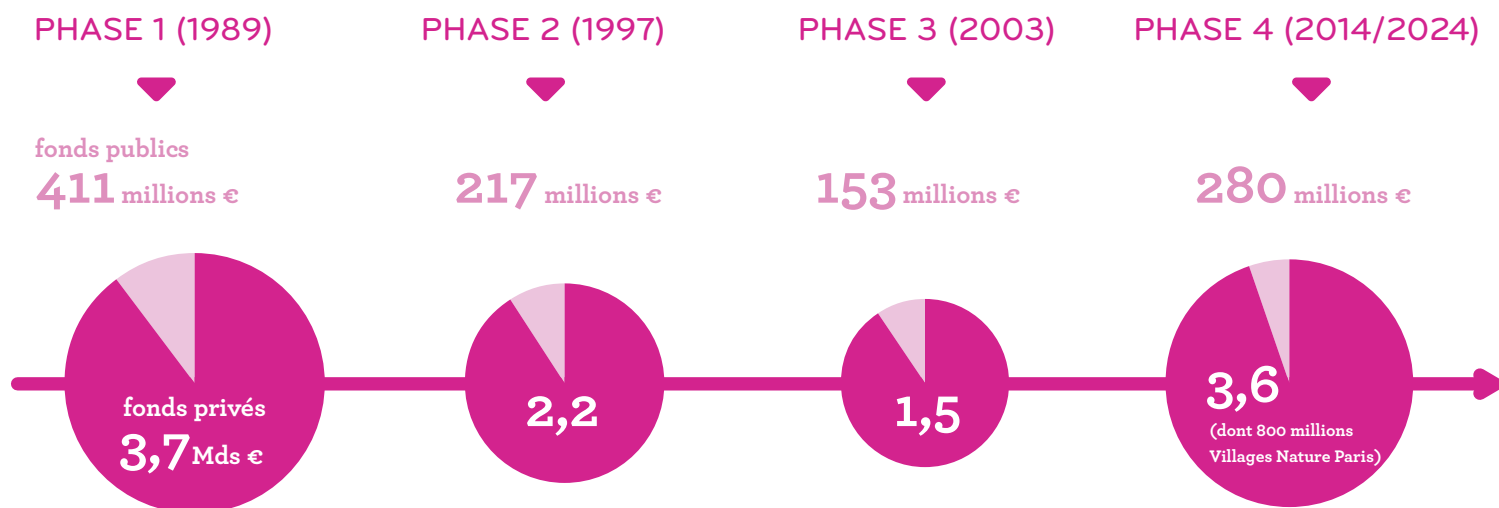 PHASE 1 (1989)
PHASE 2 (1997)
PHASE 3 (2003)
PHASE 4 (2014/2024)
fonds publics
411 millions €
217 millions €
153 millions €
280 millions €
fonds privés
3,7 Mds €
2,2
1,5
3,6
(dont 800 millions
Villages Nature Paris)